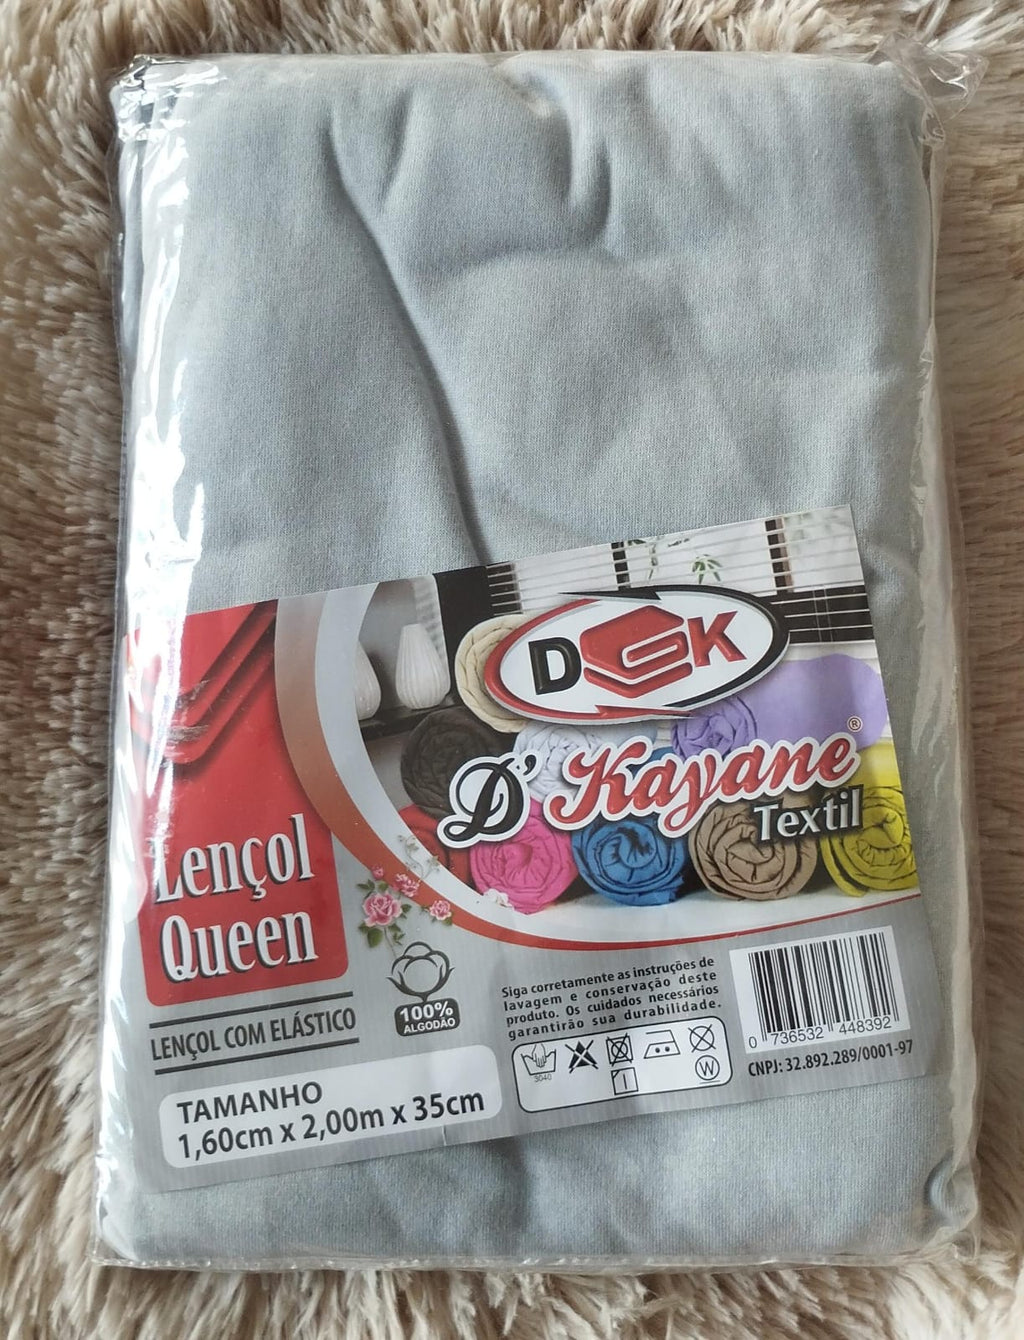 DGK
D' Kayane ®
Textil
Lençol
Queen
LENÇOL COM ELÁSTICO
100%
ALGODÃO
TAMANHO
1,60cm x 2,00m x 35cm
Siga corretamente as instruções de
lavagem e conservação deste
produto. Os cuidados necessários
garantirão sua durabilidade.
3040
W
0 736532 448392
CNPJ: 32.892.289/0001-97